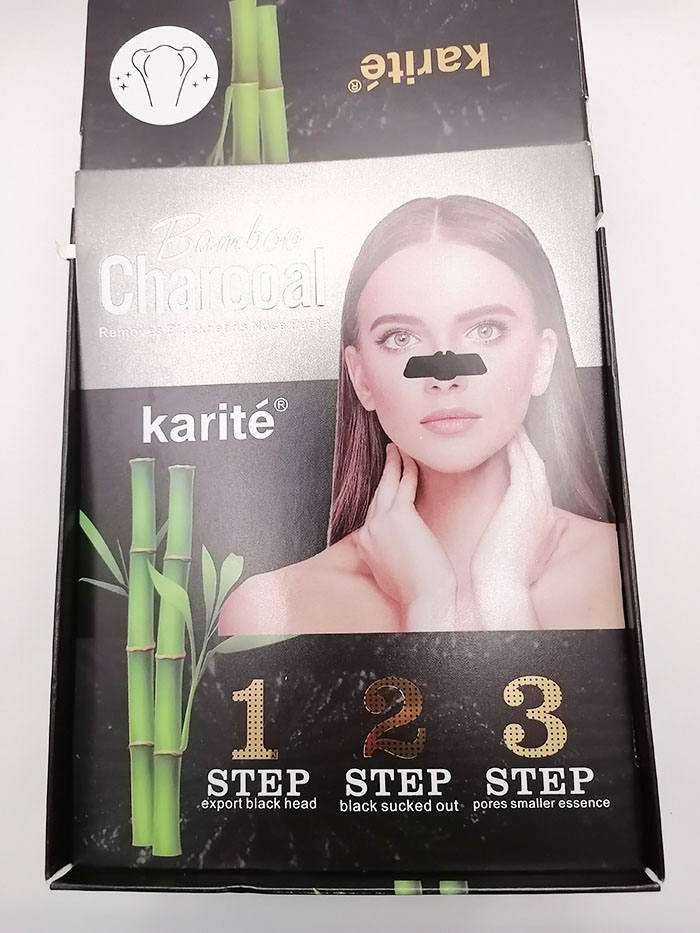 karité®
Bamboo
Charcoal
Removes Blackheads Nose Paste
karité®
1 2 3
STEP STEP STEP
export black head black sucked out pores smaller essence